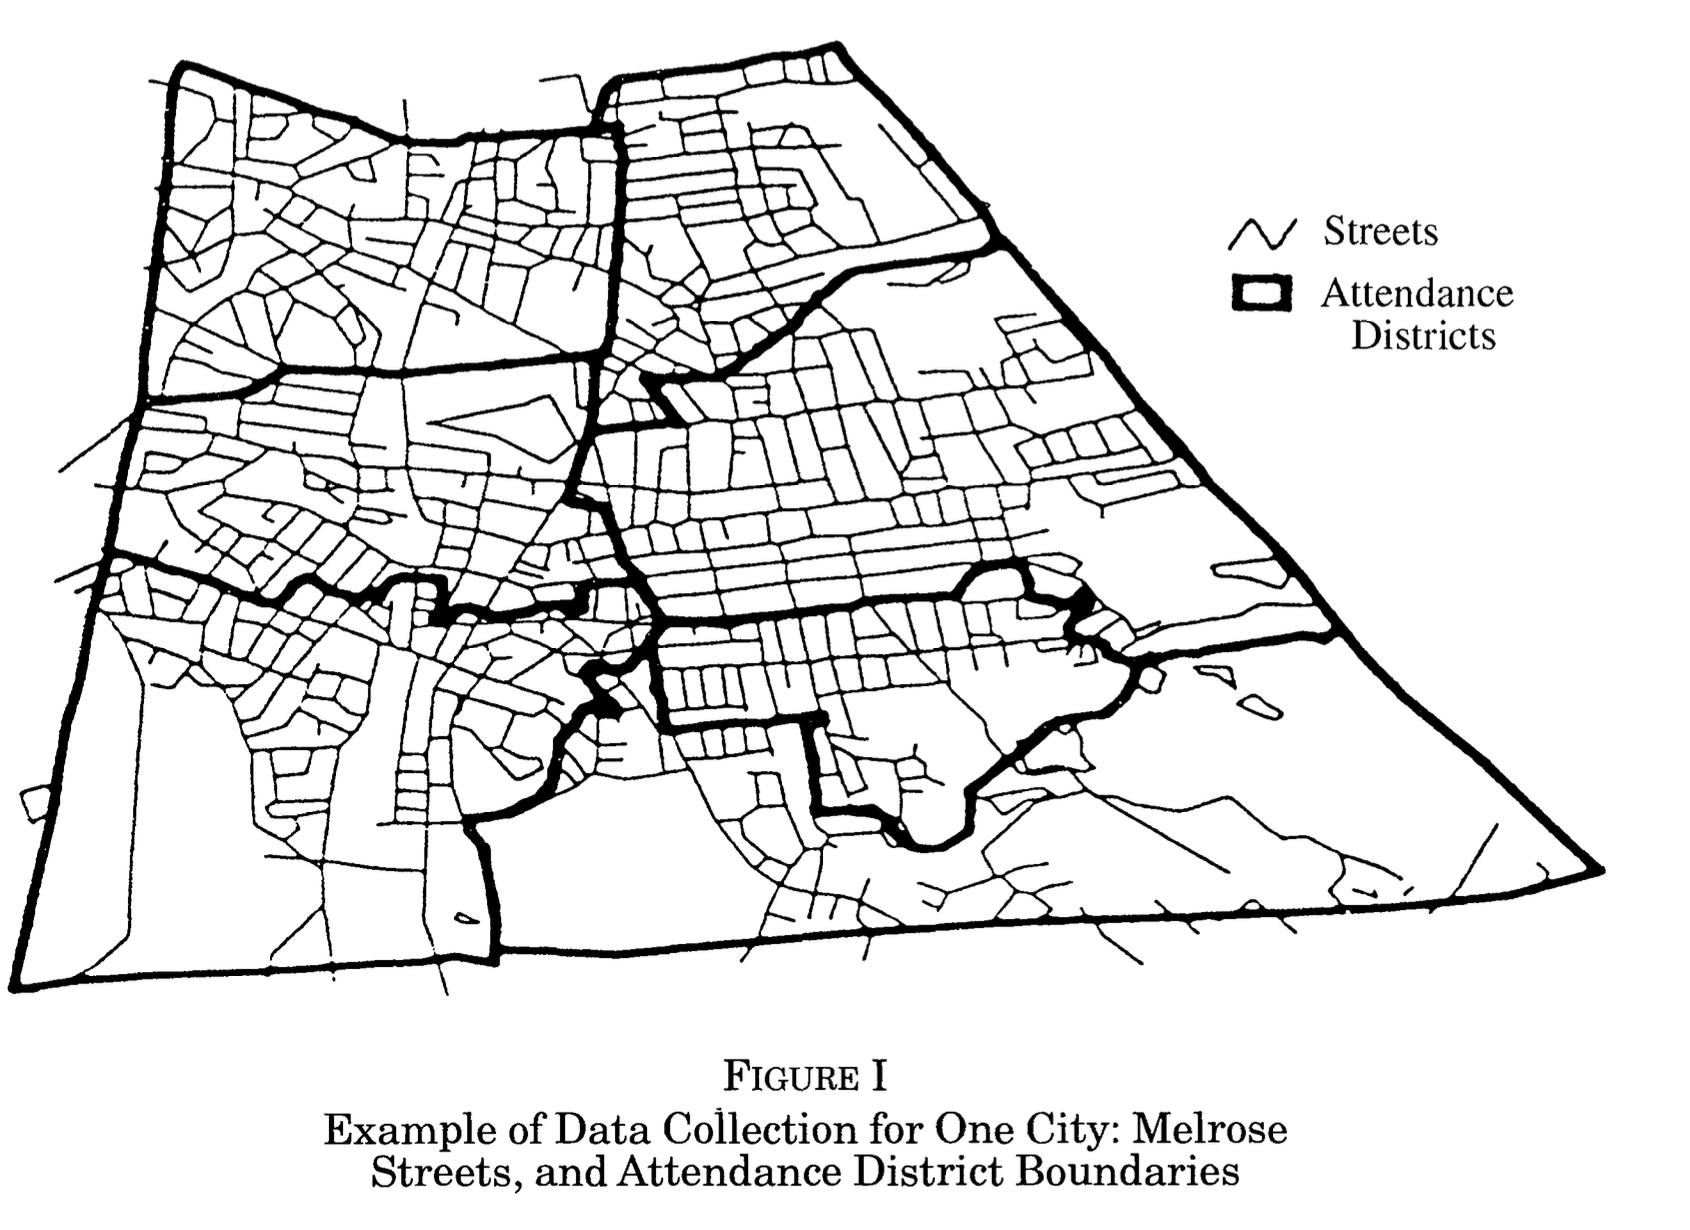 Streets
Attendance
Districts
FIGURE I
Example of Data Collection for One City: Melrose
Streets, and Attendance District Boundaries